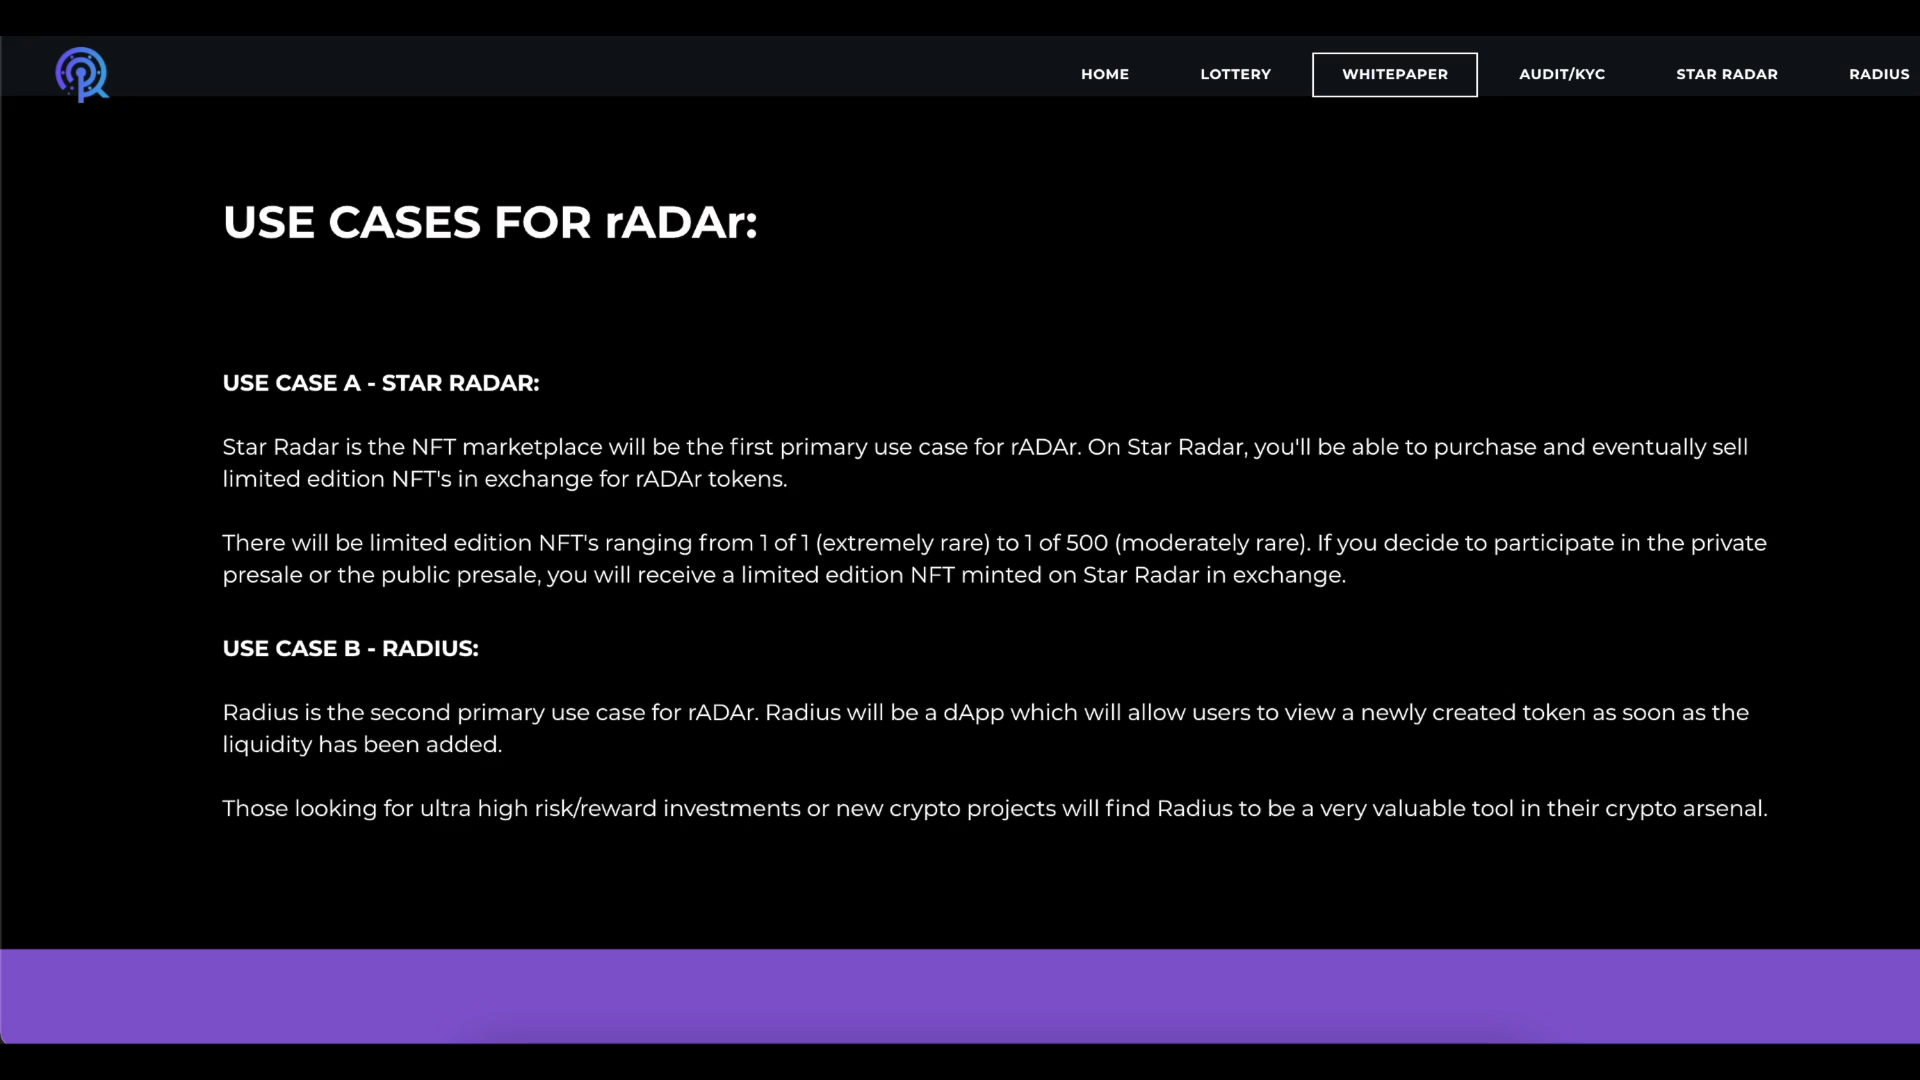 HOME LOTTERY WHITEPAPER AUDIT/KYC STAR RADAR RADIUS
USE CASES FOR rADAr:
USE CASE A - STAR RADAR:
Star Radar is the NFT marketplace will be the first primary use case for rADAr. On Star Radar, you'll be able to purchase and eventually sell
limited edition NFT's in exchange for rADAr tokens.
There will be limited edition NFT's ranging from 1 of 1 (extremely rare) to 1 of 500 (moderately rare). If you decide to participate in the private
presale or the public presale, you will receive a limited edition NFT minted on Star Radar in exchange.
USE CASE B - RADIUS:
Radius is the second primary use case for rADAr. Radius will be a dApp which will allow users to view a newly created token as soon as the
liquidity has been added.
Those looking for ultra high risk/reward investments or new crypto projects will find Radius to be a very valuable tool in their crypto arsenal.